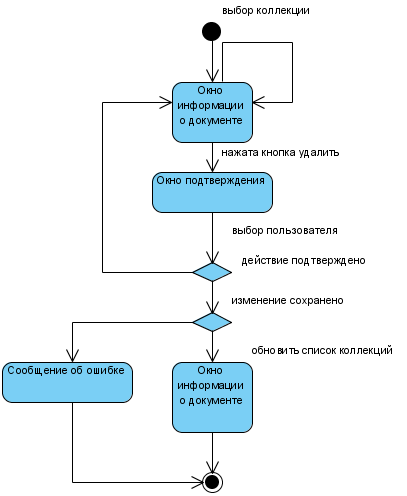 выбор коллекции
Окно
информации
о документе
нажата кнопка удалить
Окно подтверждения
выбор пользователя
действие подтверждено
изменение сохранено
обновить список коллекций
Сообщение об ошибке
Окно
информации
о документе